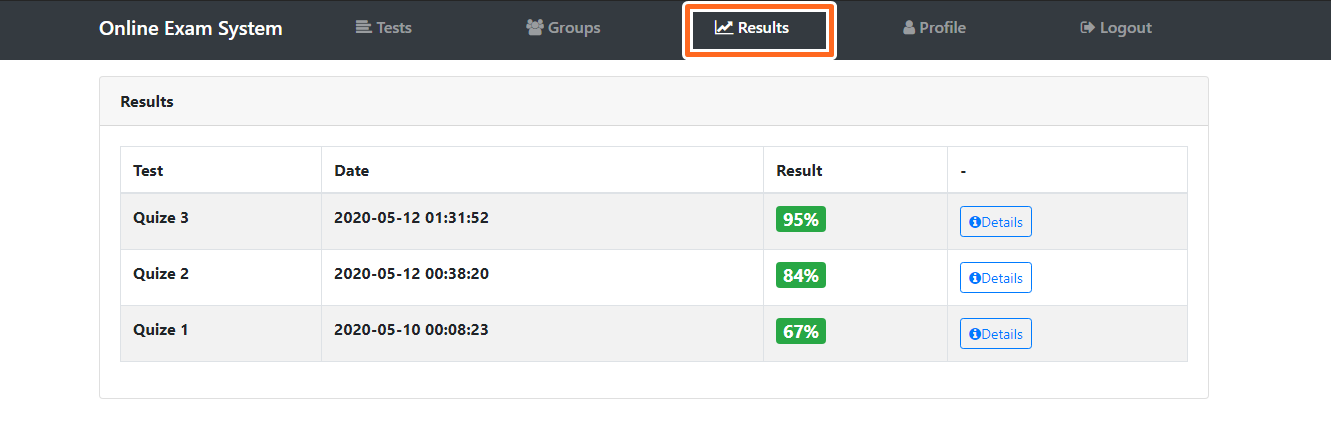 Online Exam System Tests Groups Results Profile Logout
Results
Test Date Result -
Quize 3 2020-05-12 01:31:52 95% Details
Quize 2 2020-05-12 00:38:20 84% Details
Quize 1 2020-05-10 00:08:23 67% Details